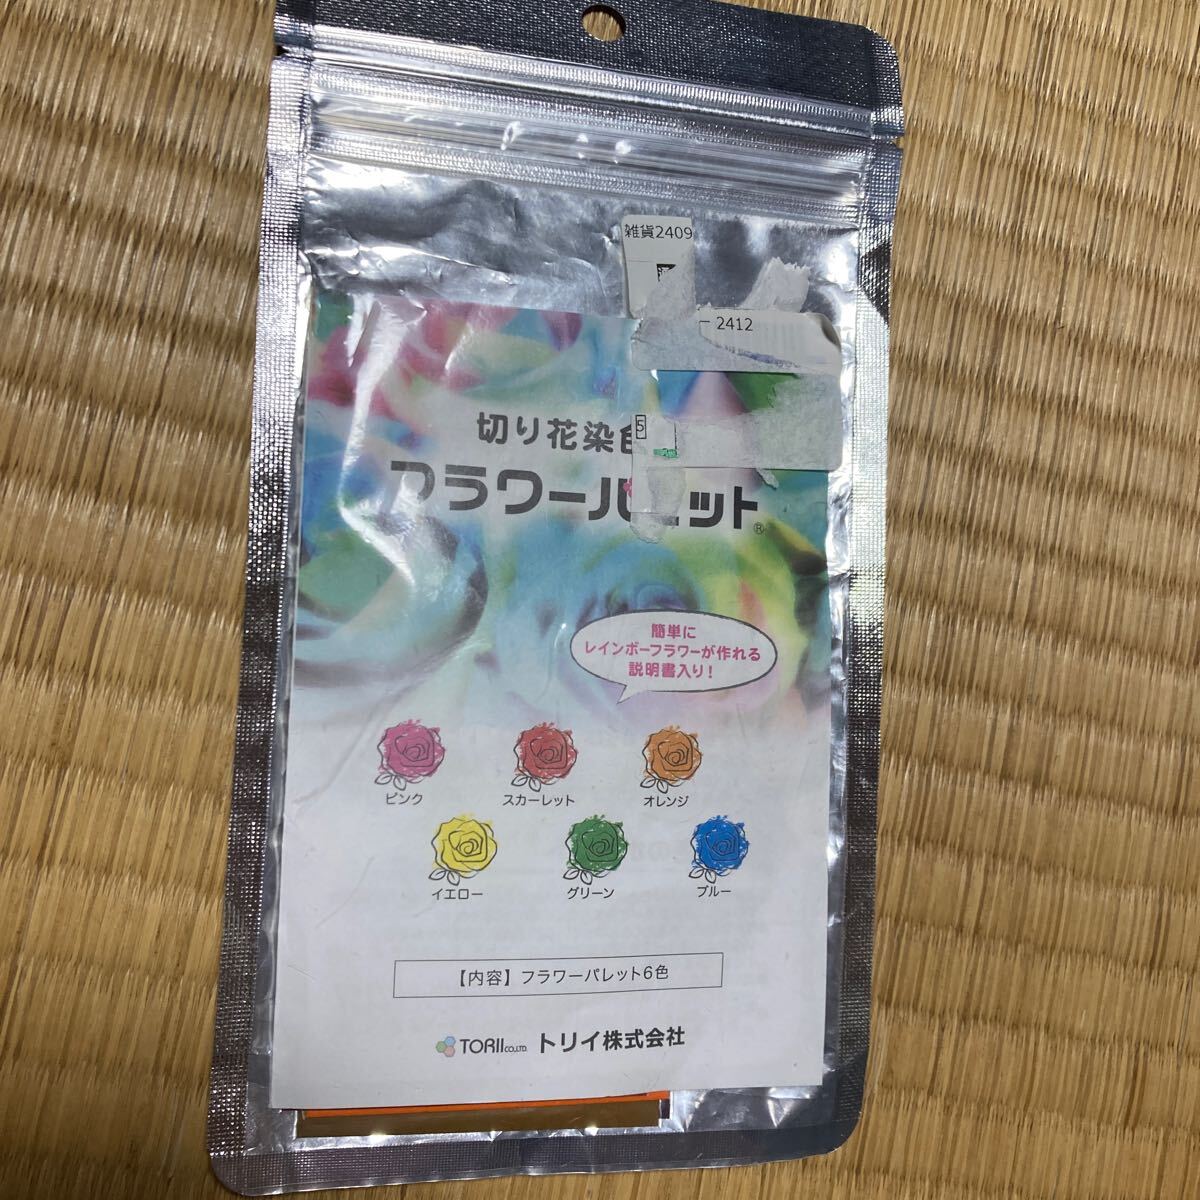 雑貨2409
ー 2412
5
切り花染色
フラワーパレット®
簡単に
レインボーフラワーが作れる
説明書入り！
ピンク
スカーレット
オレンジ
イエロー
グリーン
ブルー
【内容】フラワーパレット6色
TORII CO.,LTD. トリイ株式会社